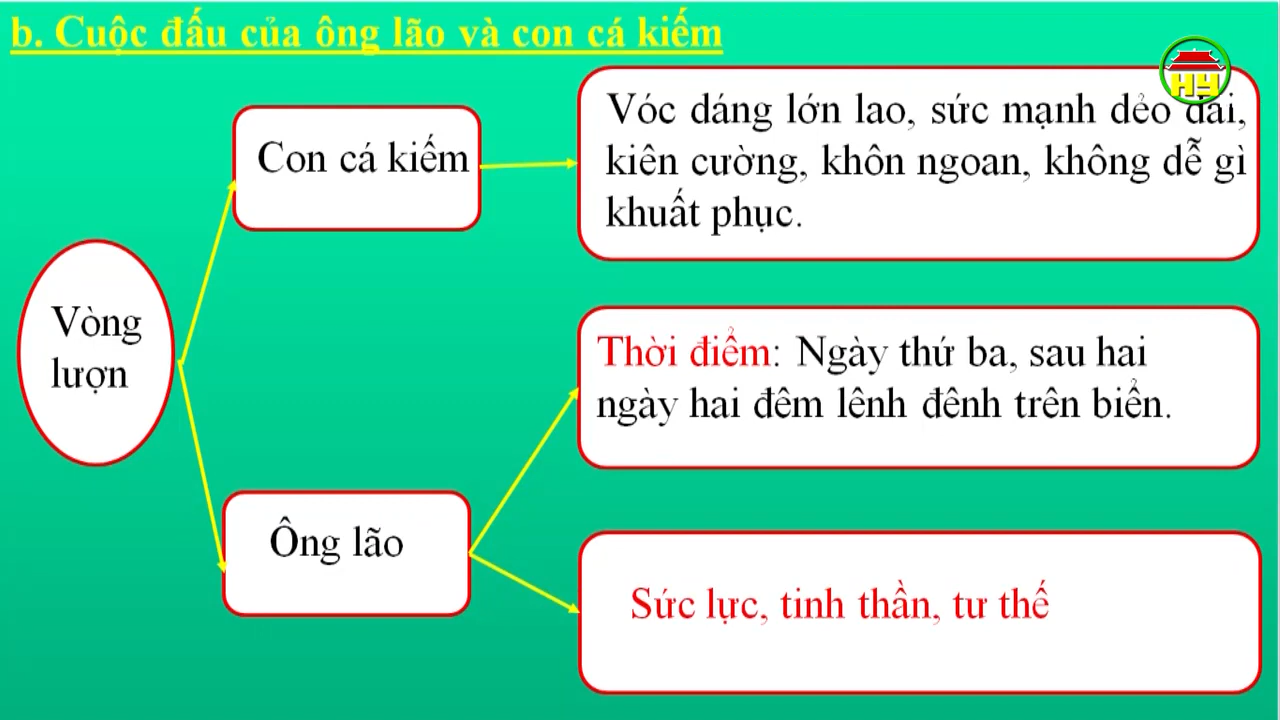 b. Cuộc đấu của ông lão và con cá kiếm
HY
Vóc dáng lớn lao, sức mạnh dẻo dai,
kiên cường, khôn ngoan, không dễ gì
khuất phục.
Con cá kiếm
Vòng
lượn
Thời điểm: Ngày thứ ba, sau hai
ngày hai đêm lênh đênh trên biển.
Ông lão
Sức lực, tinh thần, tư thế